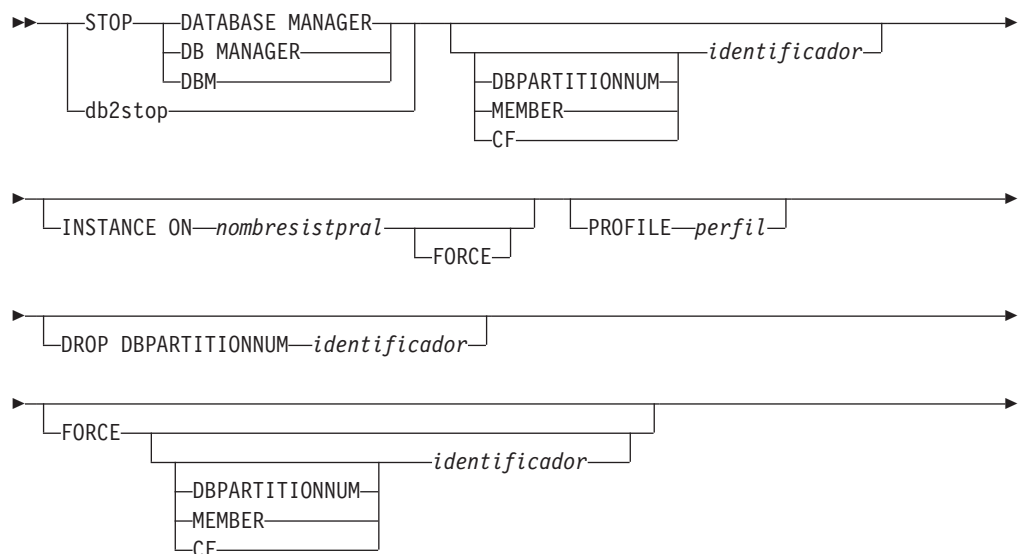 STOP DATABASE MANAGER
DB MANAGER
DBM
db2stop
identificador
DBPARTITIONNUM
MEMBER
CF
INSTANCE ON nombresistpral
FORCE
PROFILE perfil
DROP DBPARTITIONNUM identificador
FORCE
identificador
DBPARTITIONNUM
MEMBER
CF